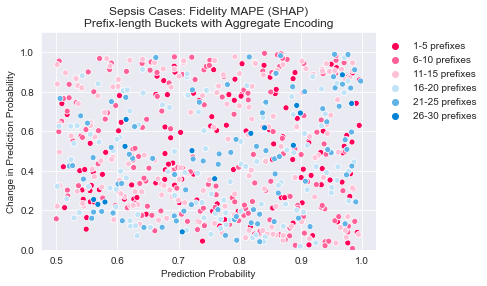 Sepsis Cases: Fidelity MAPE (SHAP)
Prefix-length Buckets with Aggregate Encoding
Change in Prediction Probability
1.0
0.8
0.6
0.4
0.2
0.0
0.5
0.6
0.7
0.8
0.9
1.0
Prediction Probability
1-5 prefixes
6-10 prefixes
11-15 prefixes
16-20 prefixes
21-25 prefixes
26-30 prefixes